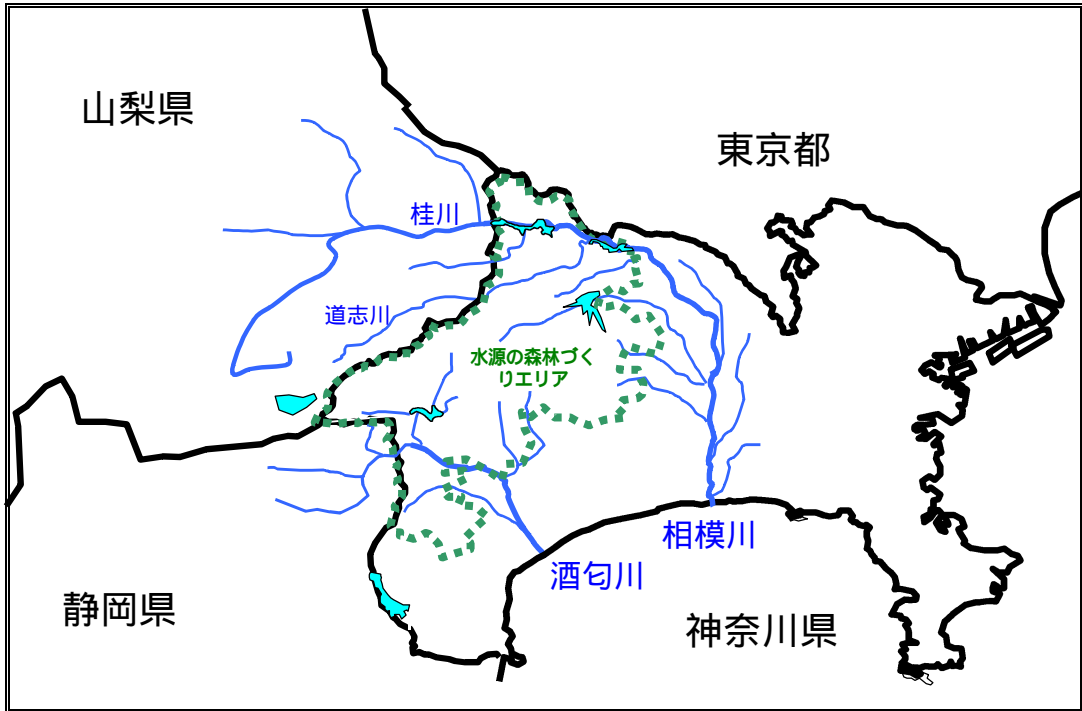 山梨県
東京都
桂川
道志川
水源の森林づく
りエリア
相模川
酒匂川
静岡県
神奈川県